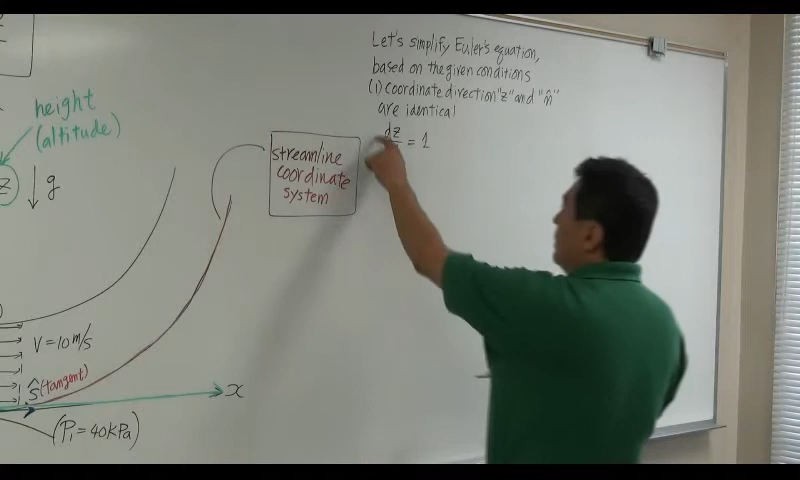 Let's simplify Euler's equation,
based on the given conditions
(1) coordinate direction "z" and "n̂"
are identical
dz
= 1
height
(altitude)
z
g
streamline
coordinate
system
V = 10 m/s
ŝ (tangent)
x
(P₁ = 40 kPa)